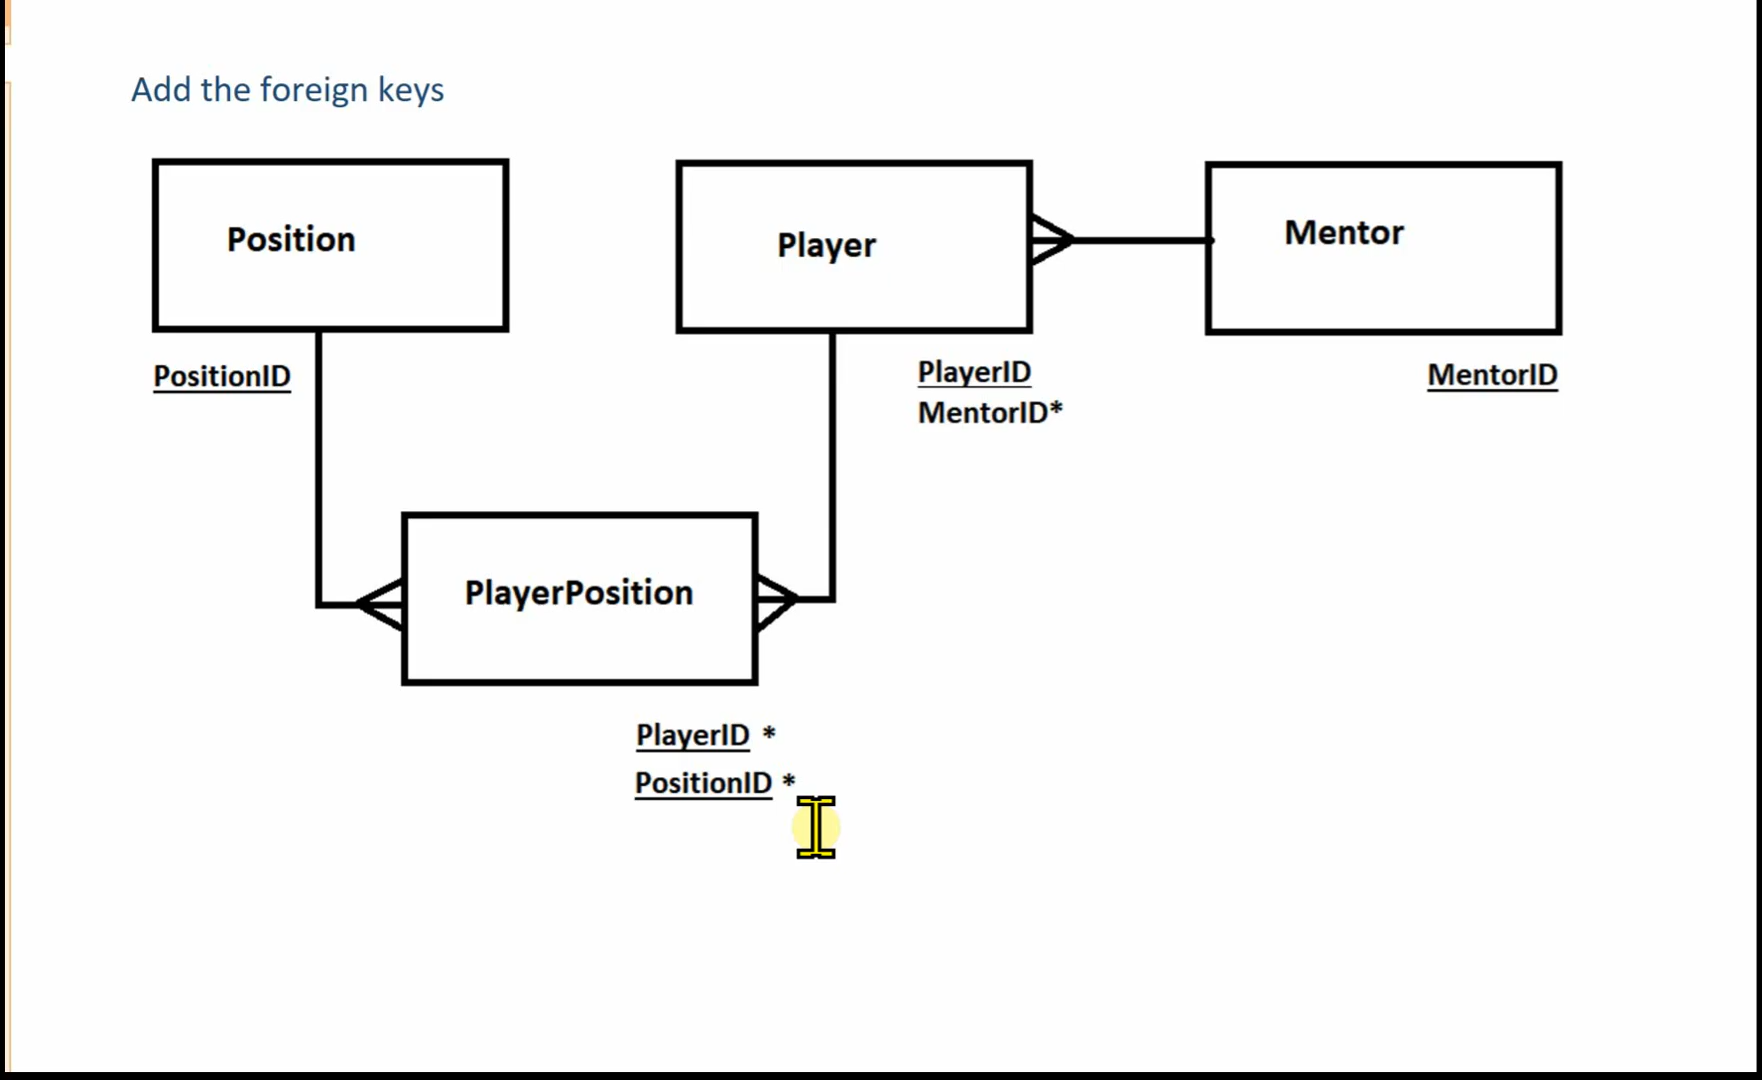 Add the foreign keys
Position
Player
Mentor
PositionID
PlayerID
MentorID*
MentorID
PlayerPosition
PlayerID *
PositionID *